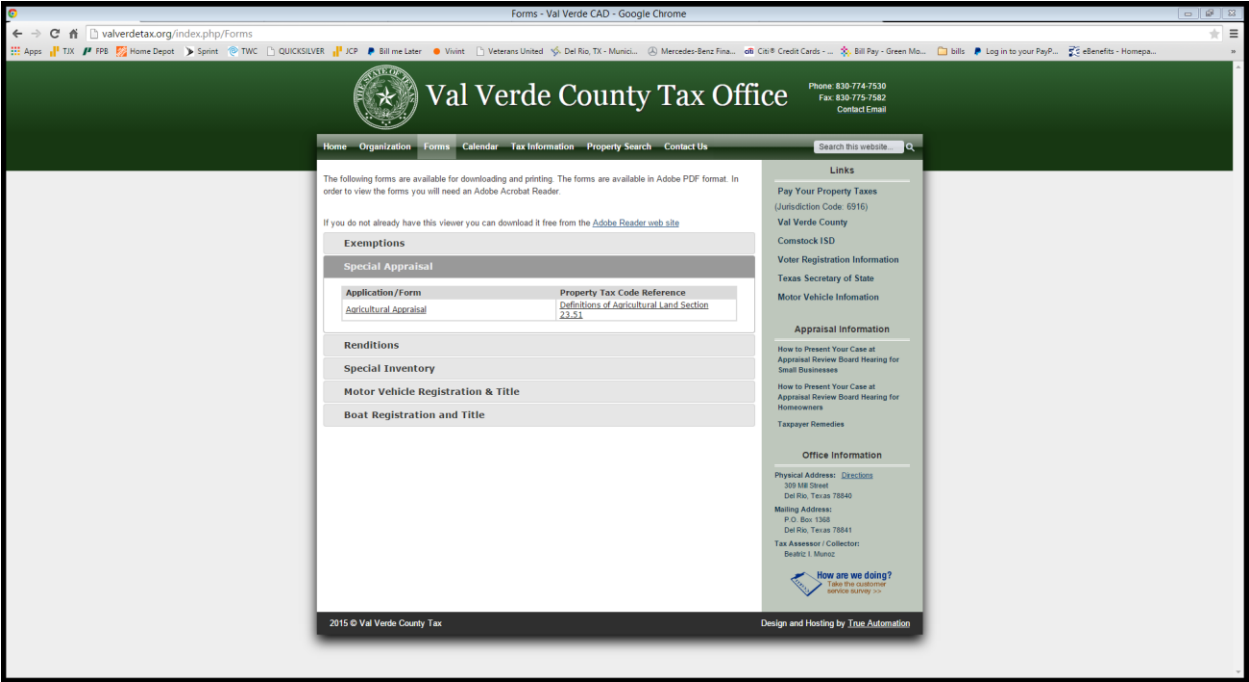 Forms - Val Verde CAD - Google Chrome
valverdetax.org/index.php/Forms
Apps TJX FPB Home Depot Sprint TWC QUICKSILVER JCP Bill me Later Vivint Veterans United Del Rio, TX - Munici... Mercedes-Benz Fina... Citi® Credit Cards - ... Bill Pay - Green Mo... bills Log in to your PayP... eBenefits - Homepa...
Val Verde County Tax Office
Phone: 830-774-7530
Fax: 830-775-7582
Contact Email
Home Organization Forms Calendar Tax Information Property Search Contact Us Search this website...
The following forms are available for downloading and printing. The forms are available in Adobe PDF format. In
order to view the forms you will need an Adobe Acrobat Reader.
If you do not already have this viewer you can download it free from the Adobe Reader web site
Exemptions
Special Appraisal
Application/Form Property Tax Code Reference
Agricultural Appraisal Definitions of Agricultural Land Section
23.51
Renditions
Special Inventory
Motor Vehicle Registration & Title
Boat Registration and Title
Links
Pay Your Property Taxes
(Jurisdiction Code: 6916)
Val Verde County
Comstock ISD
Voter Registration Information
Texas Secretary of State
Motor Vehicle Infomation
Appraisal Information
How to Present Your Case at
Appraisal Review Board Hearing for
Small Businesses
How to Present Your Case at
Appraisal Review Board Hearing for
Homeowners
Taxpayer Remedies
Office Information
Physical Address: Directions
309 Mill Street
Del Rio, Texas 78840
Mailing Address:
P.O. Box 1368
Del Rio, Texas 78841
Tax Assessor / Collector:
Beatriz I. Munoz
How are we doing?
Take the customer
service survey >>
2015 © Val Verde County Tax
Design and Hosting by True Automation